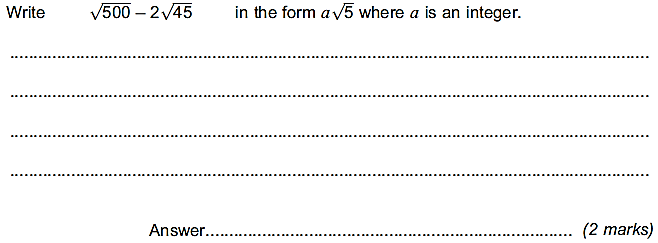 Write √500 – 2√45 in the form a√5 where a is an integer.
................................................................................
................................................................................
................................................................................
................................................................................
Answer................................................................................ (2 marks)